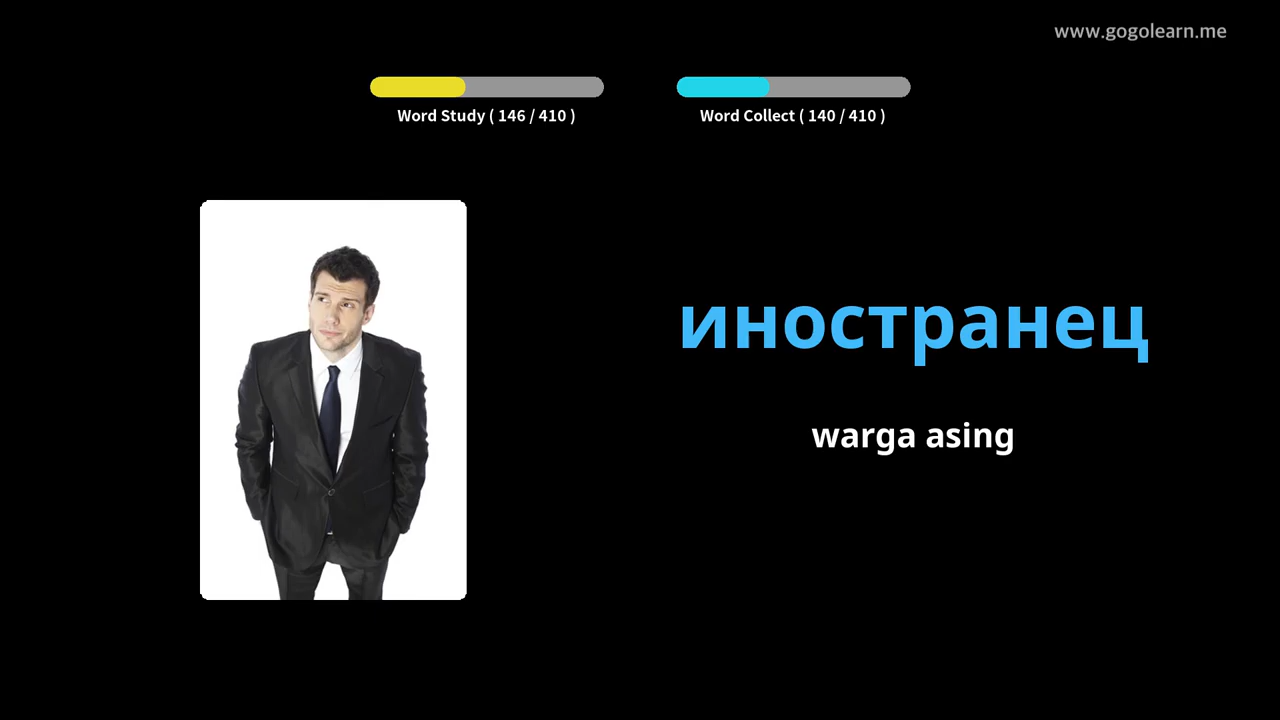 www.gogolearn.me
Word Study ( 146 / 410 )
Word Collect ( 140 / 410 )
иностранец
warga asing